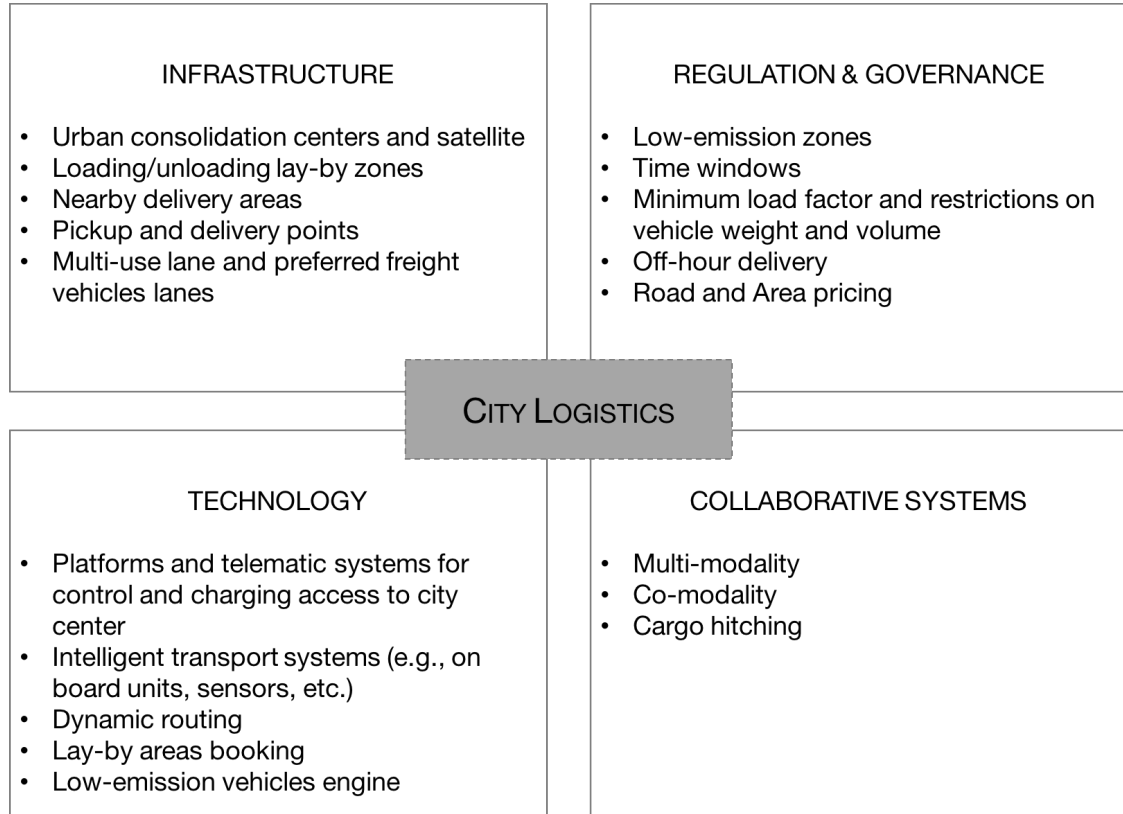 INFRASTRUCTURE
• Urban consolidation centers and satellite
• Loading/unloading lay-by zones
• Nearby delivery areas
• Pickup and delivery points
• Multi-use lane and preferred freight
vehicles lanes
REGULATION & GOVERNANCE
• Low-emission zones
• Time windows
• Minimum load factor and restrictions on
vehicle weight and volume
• Off-hour delivery
• Road and Area pricing
CITY LOGISTICS
TECHNOLOGY
• Platforms and telematic systems for
control and charging access to city
center
• Intelligent transport systems (e.g., on
board units, sensors, etc.)
• Dynamic routing
• Lay-by areas booking
• Low-emission vehicles engine
COLLABORATIVE SYSTEMS
• Multi-modality
• Co-modality
• Cargo hitching